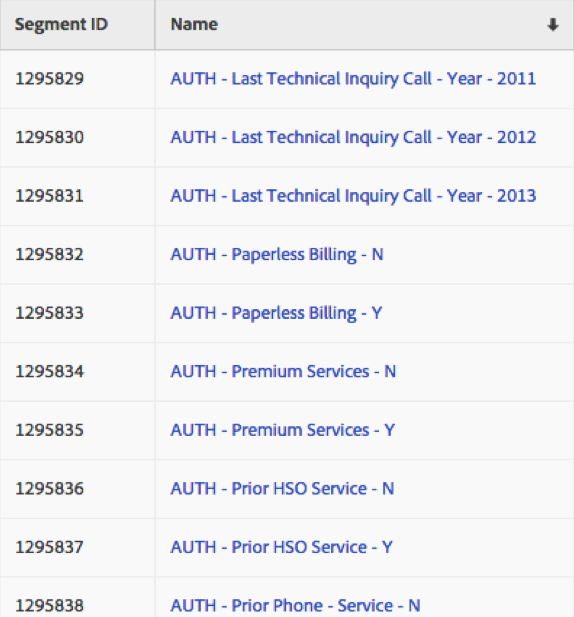 Segment ID Name
1295829 AUTH - Last Technical Inquiry Call - Year - 2011
1295830 AUTH - Last Technical Inquiry Call - Year - 2012
1295831 AUTH - Last Technical Inquiry Call - Year - 2013
1295832 AUTH - Paperless Billing - N
1295833 AUTH - Paperless Billing - Y
1295834 AUTH - Premium Services - N
1295835 AUTH - Premium Services - Y
1295836 AUTH - Prior HSO Service - N
1295837 AUTH - Prior HSO Service - Y
1295838 AUTH - Prior Phone - Service - N